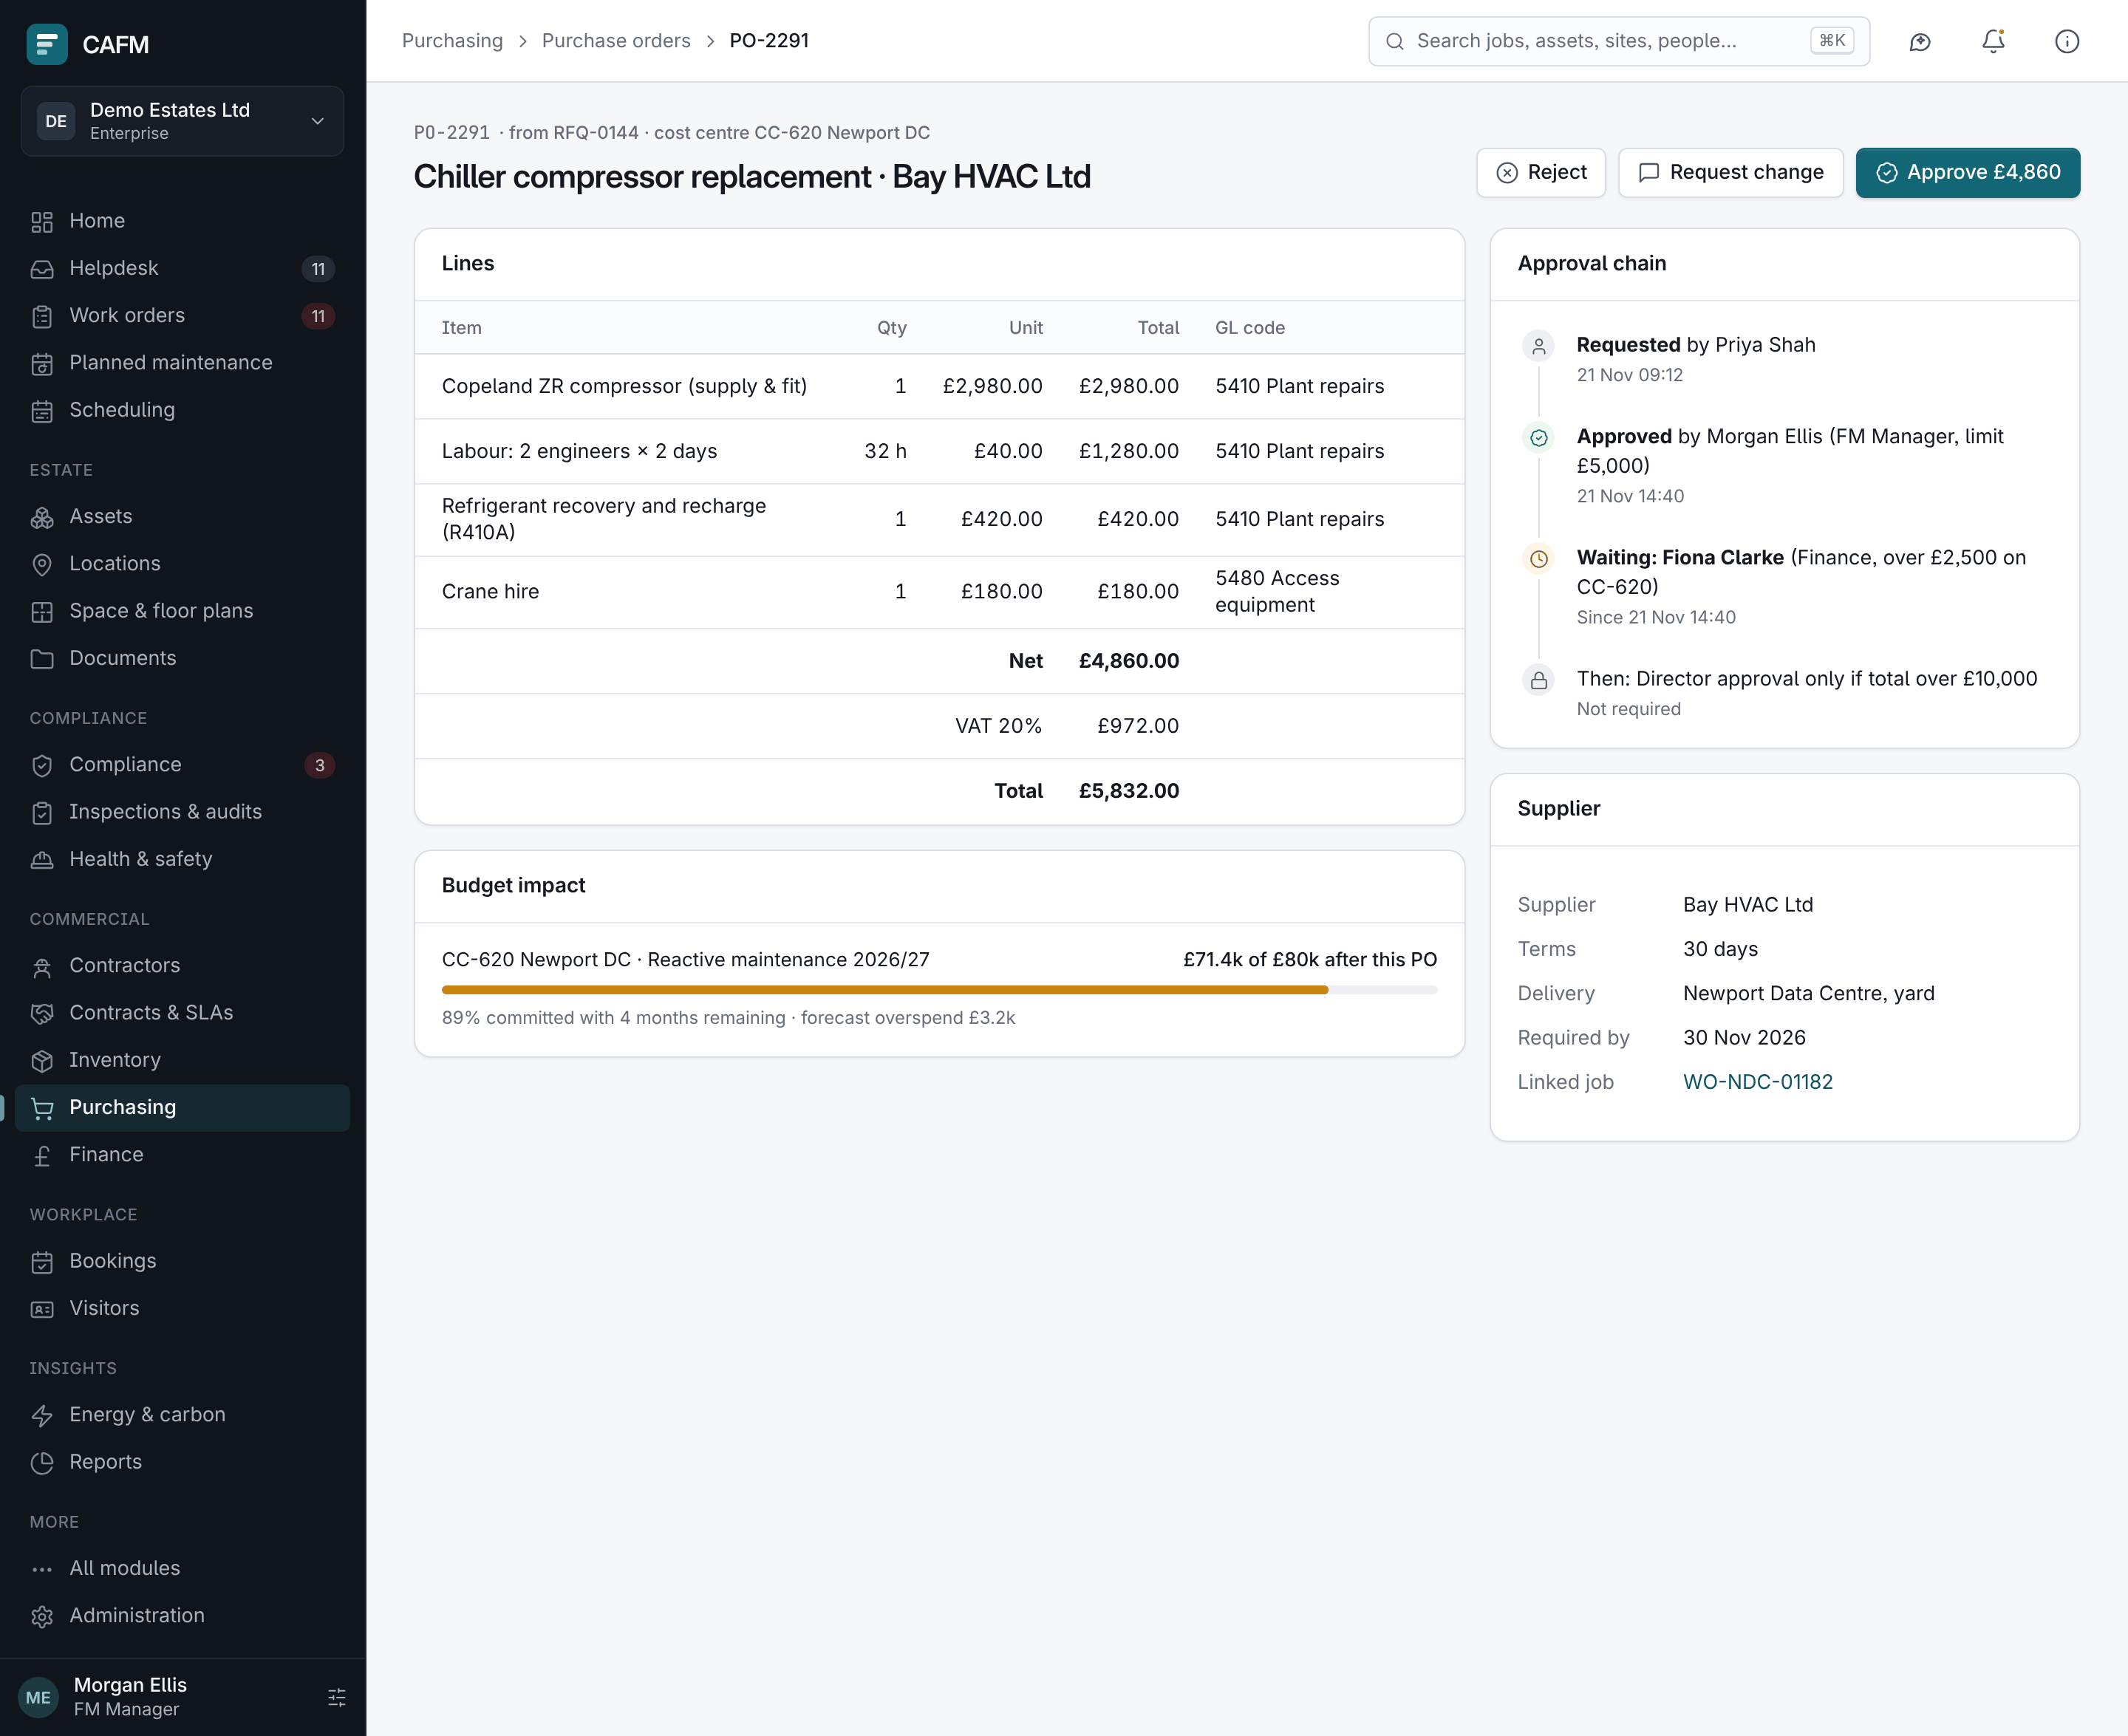 CAFM
DE
Demo Estates Ltd
Enterprise
Home
Helpdesk 11
Work orders 11
Planned maintenance
Scheduling
ESTATE
Assets
Locations
Space & floor plans
Documents
COMPLIANCE
Compliance 3
Inspections & audits
Health & safety
COMMERCIAL
Contractors
Contracts & SLAs
Inventory
Purchasing
Finance
WORKPLACE
Bookings
Visitors
INSIGHTS
Energy & carbon
Reports
MORE
All modules
Administration
ME
Morgan Ellis
FM Manager
Purchasing > Purchase orders > PO-2291
Search jobs, assets, sites, people... ⌘K
PO-2291 · from RFQ-0144 · cost centre CC-620 Newport DC
Chiller compressor replacement · Bay HVAC Ltd
Reject
Request change
Approve £4,860
Lines
Item Qty Unit Total GL code
Copeland ZR compressor (supply & fit) 1 £2,980.00 £2,980.00 5410 Plant repairs
Labour: 2 engineers × 2 days 32 h £40.00 £1,280.00 5410 Plant repairs
Refrigerant recovery and recharge
(R410A) 1 £420.00 £420.00 5410 Plant repairs
Crane hire 1 £180.00 £180.00 5480 Access
equipment
Net £4,860.00
VAT 20% £972.00
Total £5,832.00
Budget impact
CC-620 Newport DC · Reactive maintenance 2026/27 £71.4k of £80k after this PO
89% committed with 4 months remaining · forecast overspend £3.2k
Approval chain
Requested by Priya Shah
21 Nov 09:12
Approved by Morgan Ellis (FM Manager, limit
£5,000)
21 Nov 14:40
Waiting: Fiona Clarke (Finance, over £2,500 on
CC-620)
Since 21 Nov 14:40
Then: Director approval only if total over £10,000
Not required
Supplier
Supplier Bay HVAC Ltd
Terms 30 days
Delivery Newport Data Centre, yard
Required by 30 Nov 2026
Linked job WO-NDC-01182